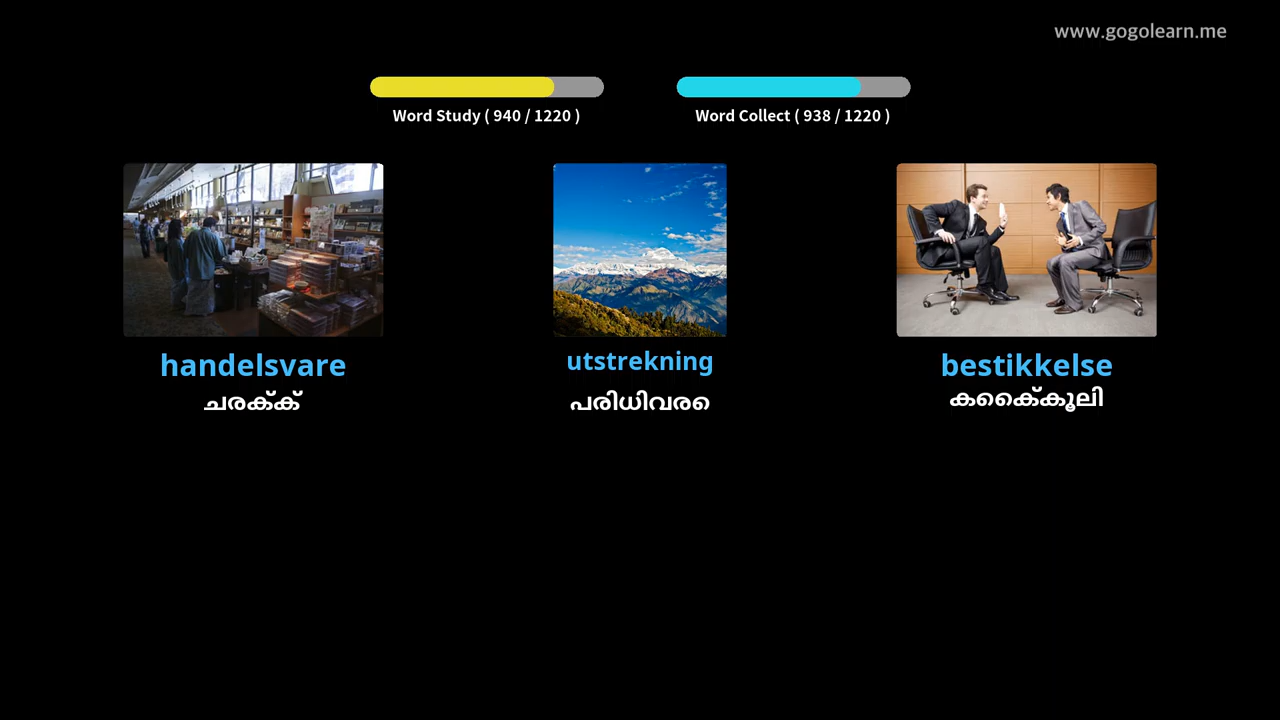 www.gogolearn.me
Word Study ( 940 / 1220 )
Word Collect ( 938 / 1220 )
handelsvare
utstrekning
bestikkelse
ചരക്ക്
പരിധിവരെ
കൈക്കൂലി